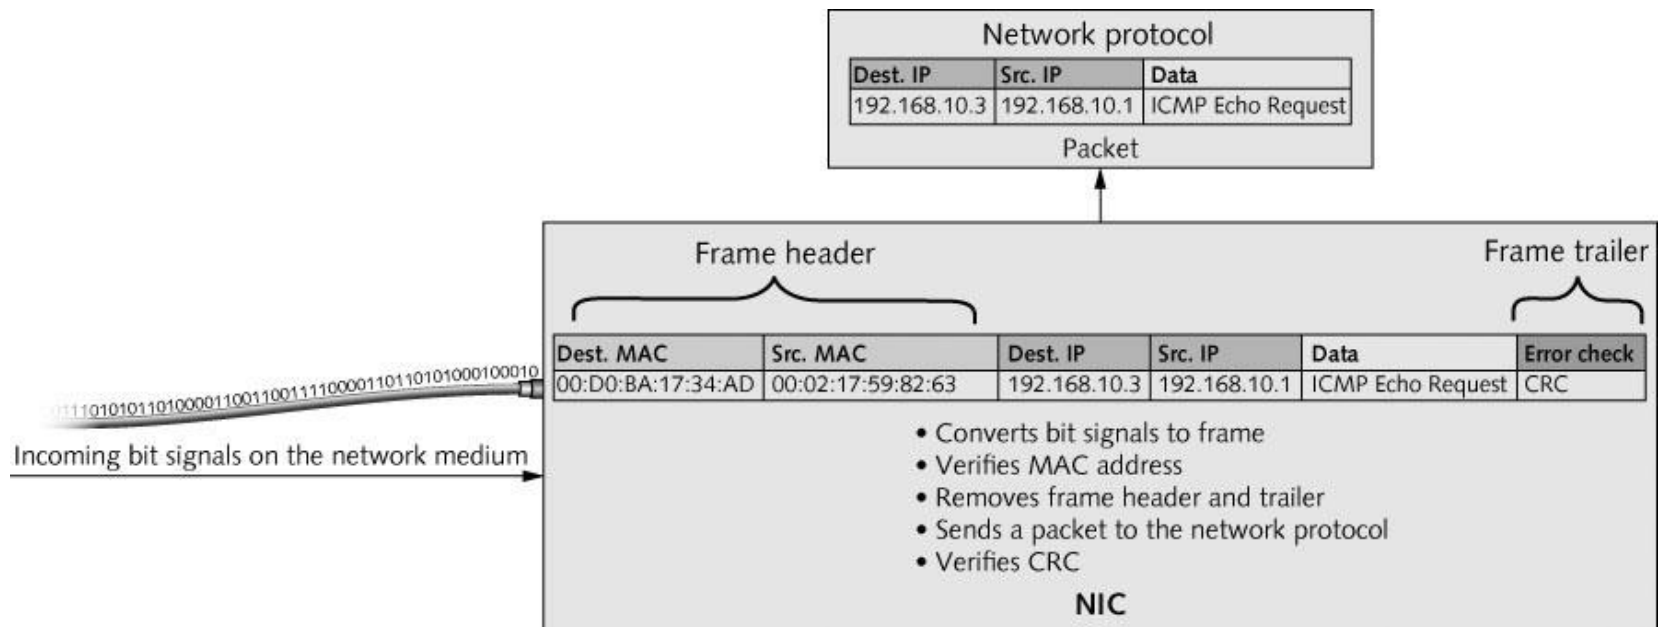 Network protocol
Dest. IP Src. IP Data
192.168.10.3 192.168.10.1 ICMP Echo Request
Packet
Frame header Frame trailer
Dest. MAC Src. MAC Dest. IP Src. IP Data Error check
00:D0:BA:17:34:AD 00:02:17:59:82:63 192.168.10.3 192.168.10.1 ICMP Echo Request CRC
Incoming bit signals on the network medium
• Converts bit signals to frame
• Verifies MAC address
• Removes frame header and trailer
• Sends a packet to the network protocol
• Verifies CRC
NIC